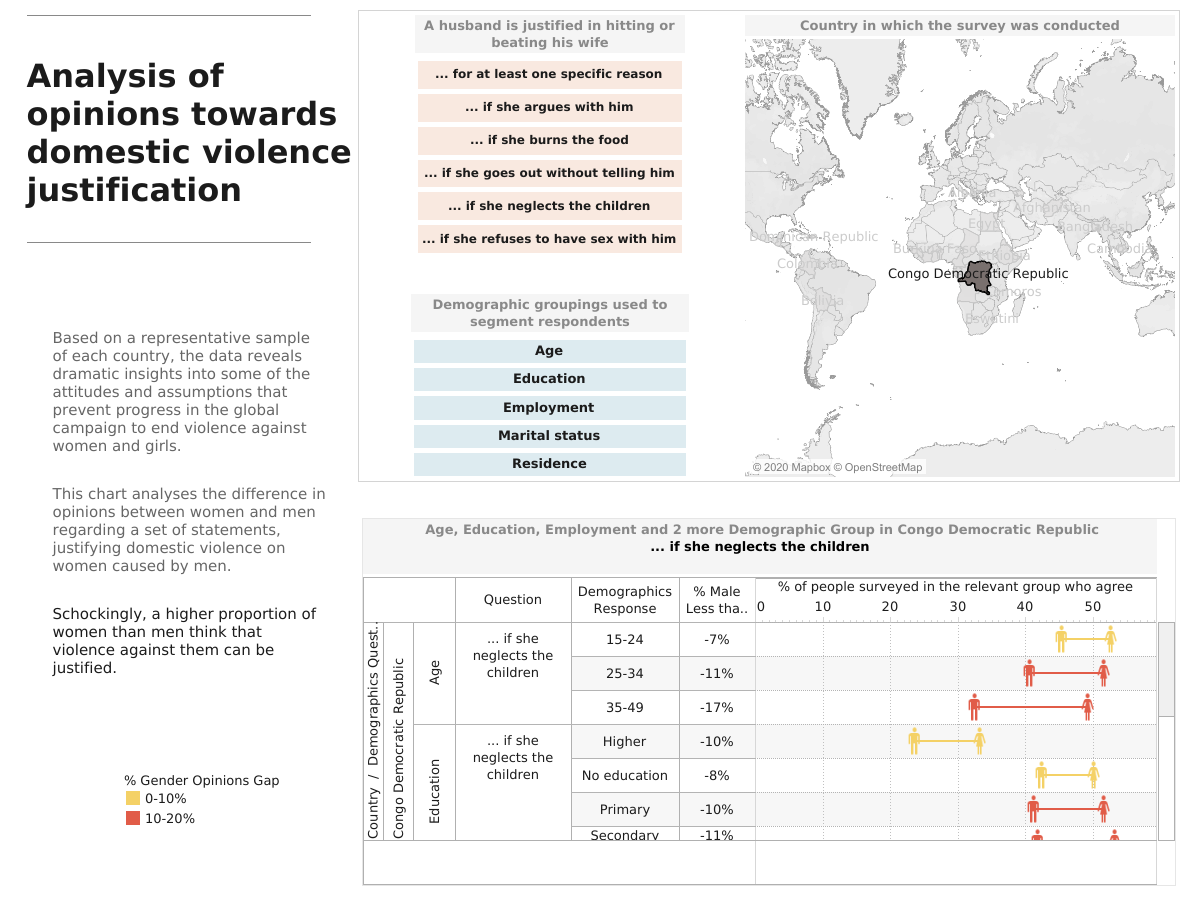 Analysis of
opinions towards
domestic violence
justification
Based on a representative sample
of each country, the data reveals
dramatic insights into some of the
attitudes and assumptions that
prevent progress in the global
campaign to end violence against
women and girls.
This chart analyses the difference in
opinions between women and men
regarding a set of statements,
justifying domestic violence on
women caused by men.
Schockingly, a higher proportion of
women than men think that
violence against them can be
justified.
% Gender Opinions Gap
0-10%
10-20%
A husband is justified in hitting or
beating his wife
... for at least one specific reason
... if she argues with him
... if she burns the food
... if she goes out without telling him
... if she neglects the children
... if she refuses to have sex with him
Demographic groupings used to
segment respondents
Age
Education
Employment
Marital status
Residence
Country in which the survey was conducted
Afghanistan
Egypt
Bangladesh
Dominican Republic
Burkina Faso
Cambodia
Colombia
Congo Democratic Republic
Comoros
Bolivia
Eswatini
© 2020 Mapbox © OpenStreetMap
Age, Education, Employment and 2 more Demographic Group in Congo Democratic Republic
... if she neglects the children
Question
Demographics
Response
% Male
Less tha..
% of people surveyed in the relevant group who agree
0 10 20 30 40 50
Country / Demographics Quest..
Congo Democratic Republic
Age
... if she
neglects the
children
15-24 -7%
25-34 -11%
35-49 -17%
Education
... if she
neglects the
children
Higher -10%
No education -8%
Primary -10%
Secondary -11%